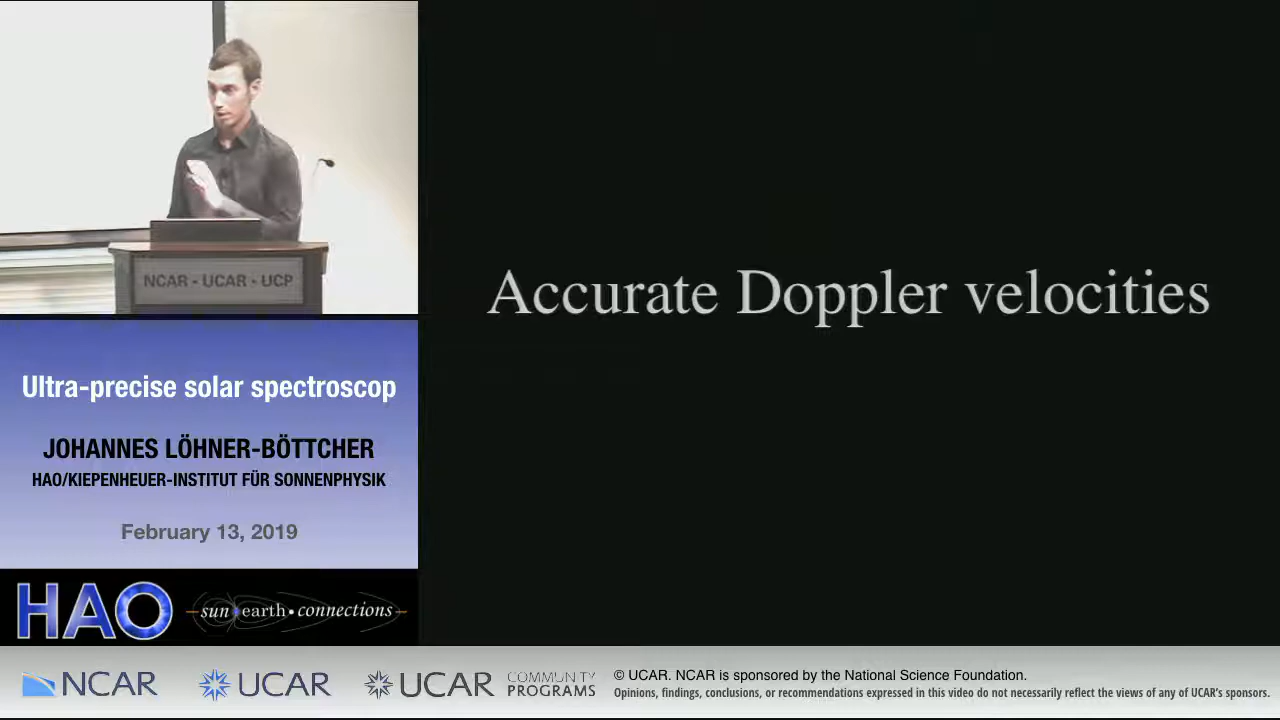 NCAR - UCAR - UCP
Accurate Doppler velocities
Ultra-precise solar spectroscop
JOHANNES LÖHNER-BÖTTCHER
HAO/KIEPENHEUER-INSTITUT FÜR SONNENPHYSIK
February 13, 2019
HAO
sun•earth•connections
NCAR
UCAR
UCAR
COMMUNITY
PROGRAMS
© UCAR. NCAR is sponsored by the National Science Foundation.
Opinions, findings, conclusions, or recommendations expressed in this video do not necessarily reflect the views of any of UCAR's sponsors.